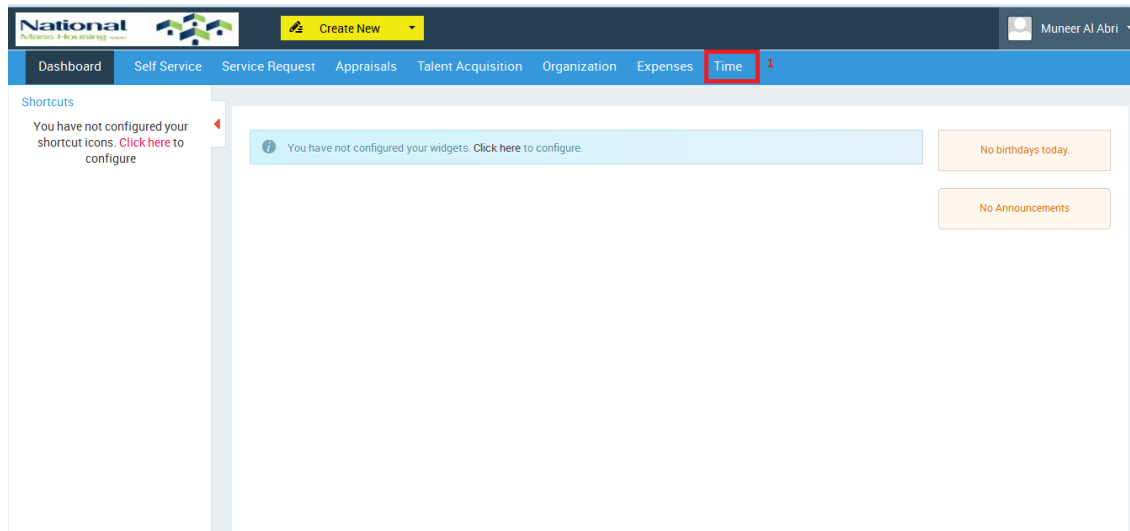 National
Mass Housing
Create New
Muneer Al Abri
Dashboard
Self Service
Service Request
Appraisals
Talent Acquisition
Organization
Expenses
Time
1
Shortcuts
You have not configured your
shortcut icons. Click here to
configure
You have not configured your widgets. Click here to configure.
No birthdays today.
No Announcements